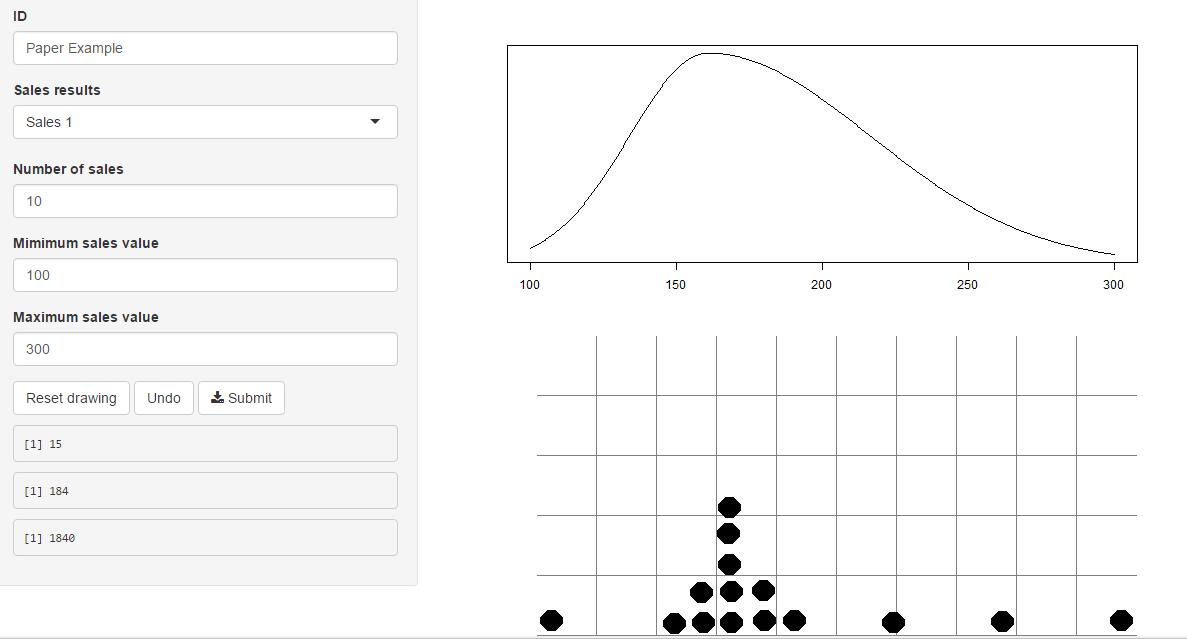 ID
Paper Example
Sales results
Sales 1
Number of sales
10
Mimimum sales value
100
Maximum sales value
300
Reset drawing Undo Submit
[1] 15
[1] 184
[1] 1840
100 150 200 250 300